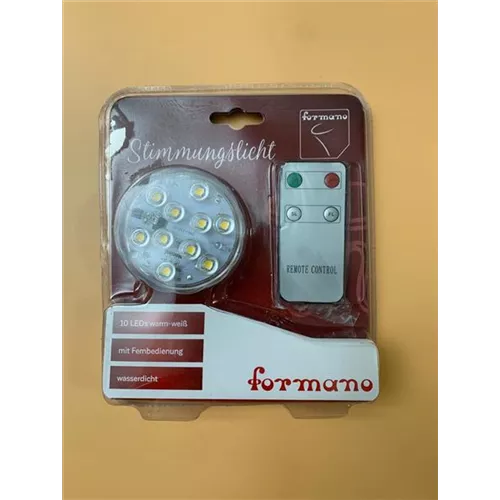 formano
Stimmungslicht
REMOTE CONTROL
10 LEDs warm-weiß
mit Fernbedienung
wasserdicht
formano